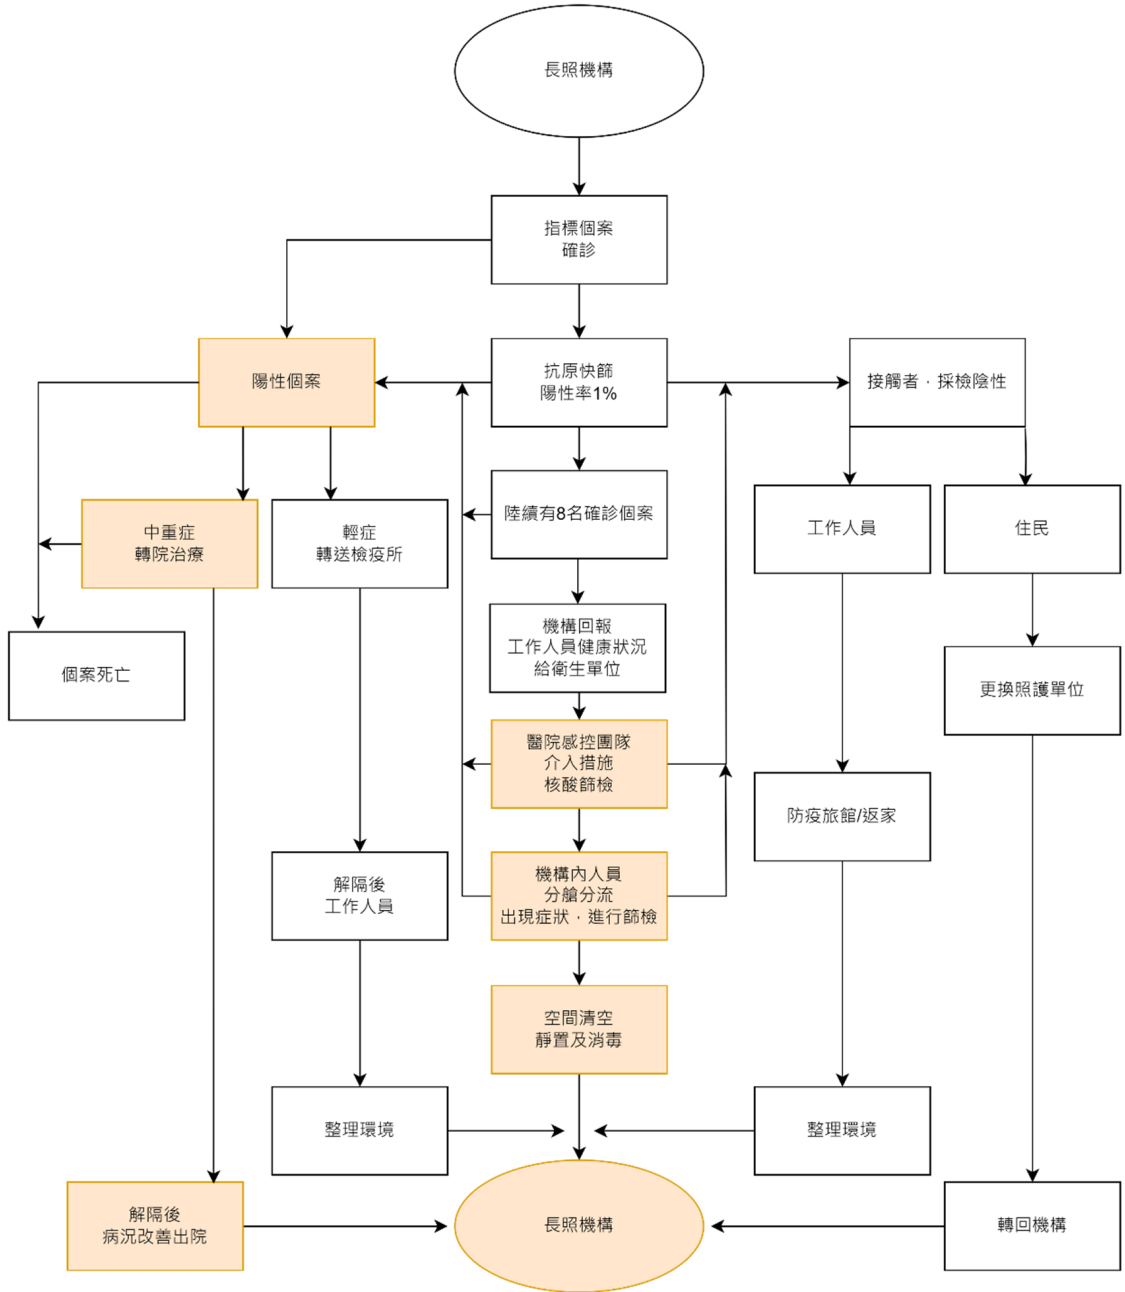 長照機構
指標個案
確診
陽性個案
抗原快篩
陽性率1%
接觸者，採檢陰性
中重症
轉院治療
輕症
轉送檢疫所
陸續有8名確診個案
工作人員
住民
個案死亡
機構回報
工作人員健康狀況
給衛生單位
更換照護單位
醫院感控團隊
介入措施
核酸篩檢
防疫旅館/返家
解隔後
工作人員
機構內人員
分艙分流
出現症狀，進行篩檢
空間清空
靜置及消毒
整理環境
整理環境
解隔後
病況改善出院
長照機構
轉回機構